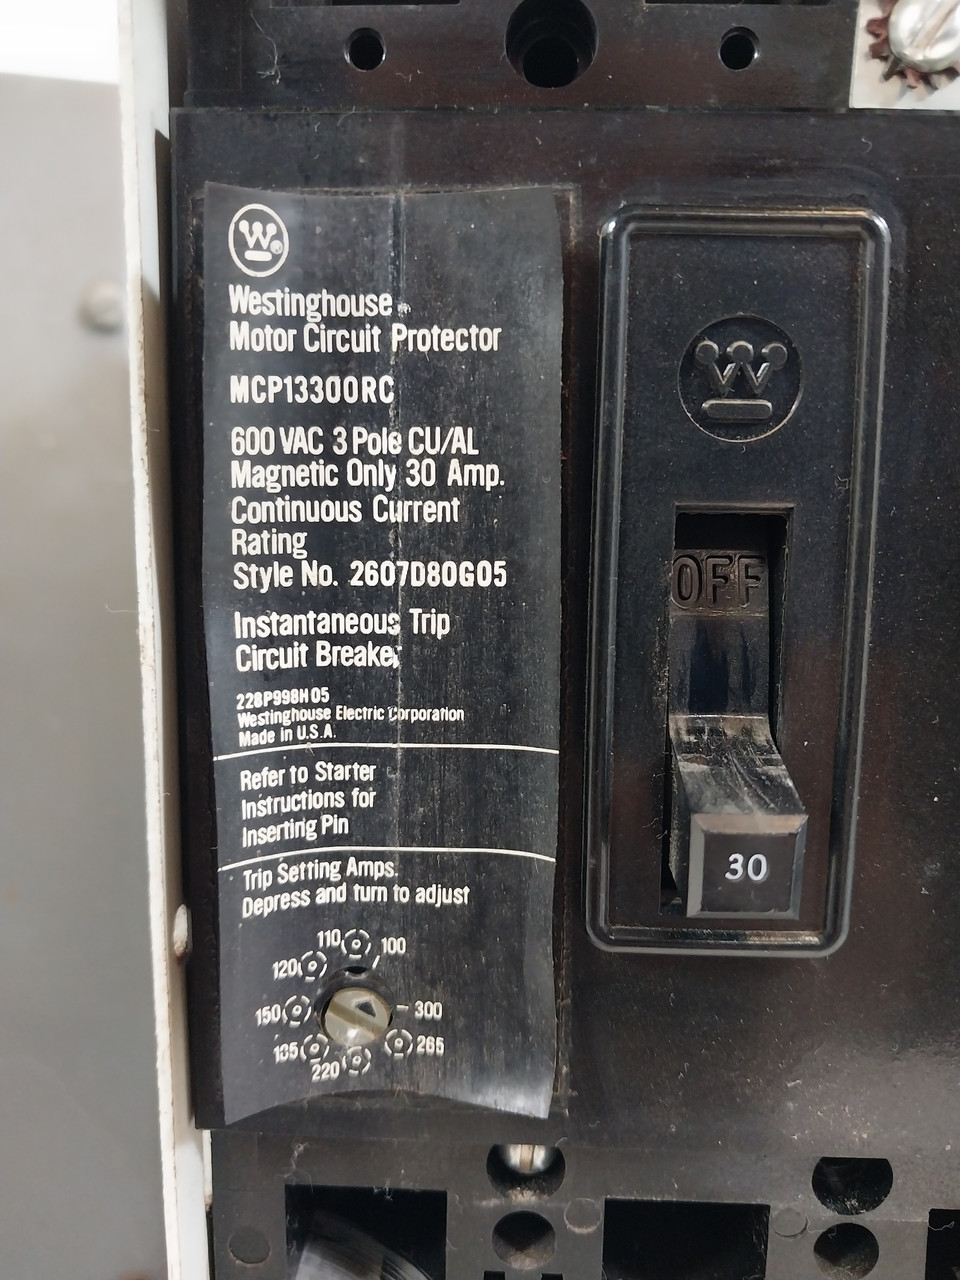 W
Westinghouse
Motor Circuit Protector
MCP13300RC
600 VAC 3 Pole CU/AL
Magnetic Only 30 Amp.
Continuous Current
Rating
Style No. 2607D80G05
Instantaneous Trip
Circuit Breaker
228P998H05
Westinghouse Electric Corporation
Made in U.S.A.
Refer to Starter
Instructions for
Inserting Pin
Trip Setting Amps.
Depress and turn to adjust
110 100
120
150 300
185 265
220
W
OFF
30